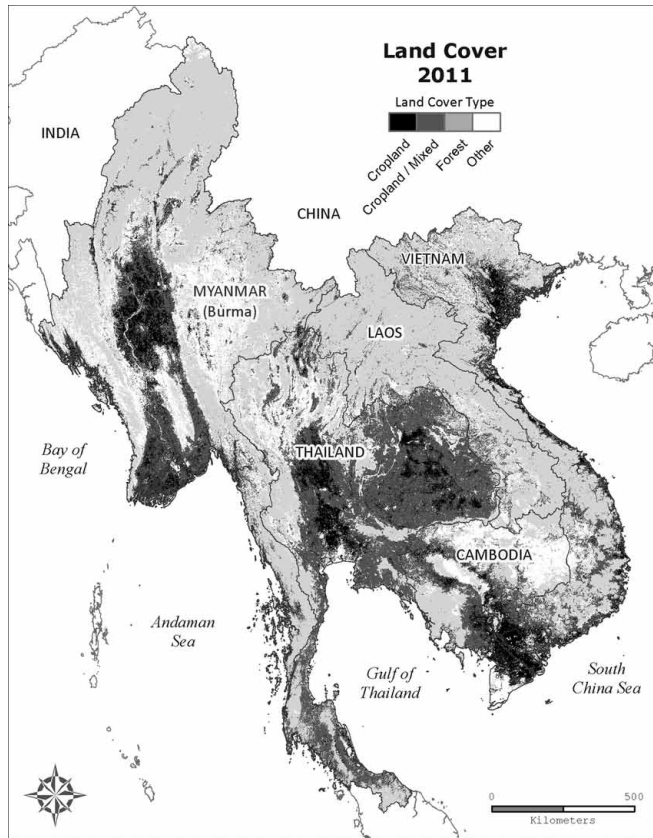 Land Cover
2011
Land Cover Type
Cropland
Cropland / Mixed
Forest
Other
INDIA
CHINA
VIETNAM
MYANMAR
(Burma)
LAOS
Bay of
Bengal
THAILAND
CAMBODIA
Andaman
Sea
Gulf of
Thailand
South
China Sea
0
500
Kilometers